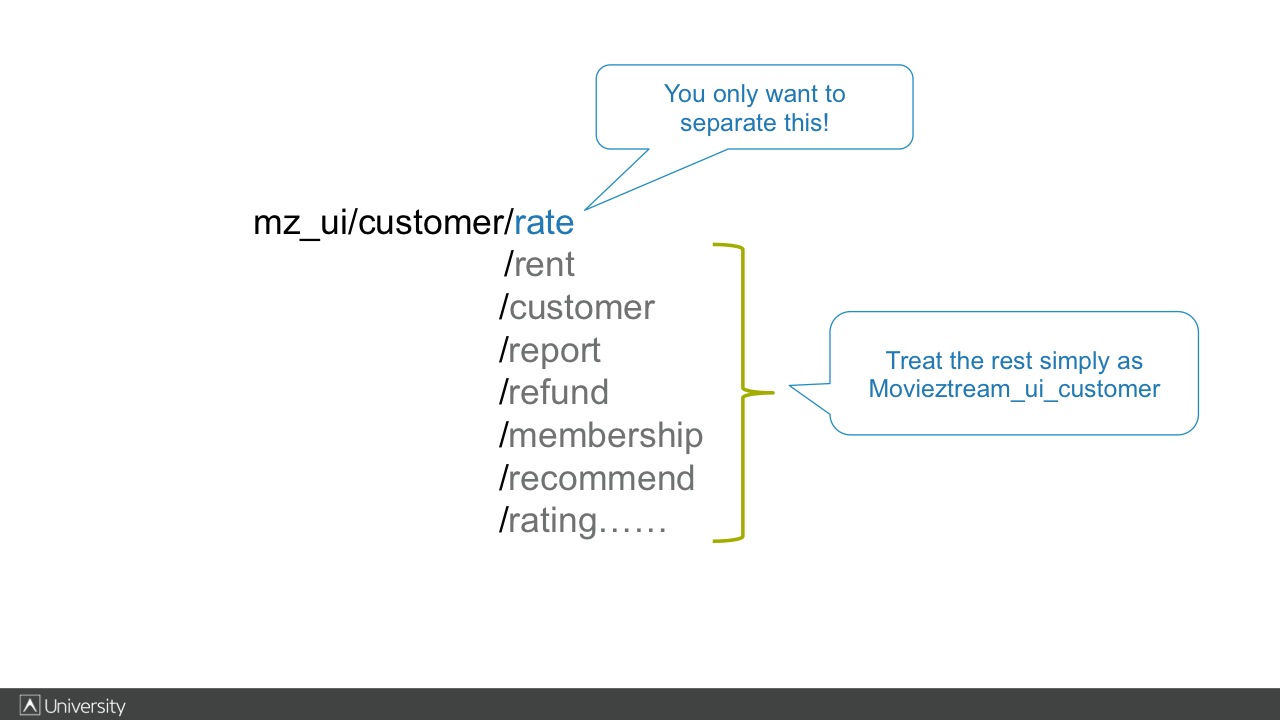 You only want to
separate this!
mz_ui/customer/rate
/rent
/customer
/report
/refund
/membership
/recommend
/rating……
Treat the rest simply as
Movieztream_ui_customer
University